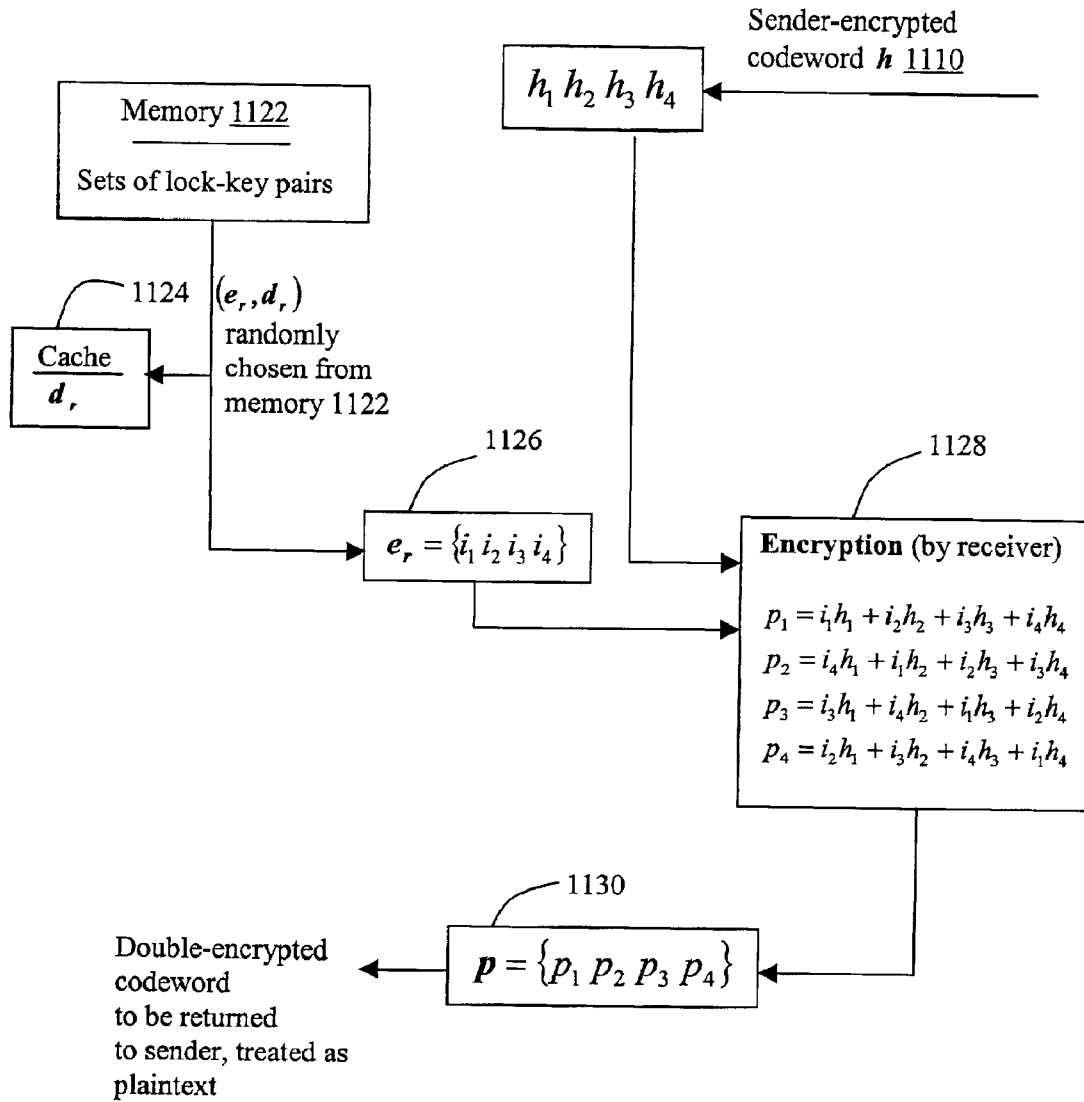 Sender-encrypted
codeword h 1110
h₁ h₂ h₃ h₄
Memory 1122
Sets of lock-key pairs
1124
(eᵣ, dᵣ)
randomly
chosen from
memory 1122
Cache
dᵣ
1126
eᵣ = {i₁ i₂ i₃ i₄}
1128
Encryption (by receiver)
p₁ = i₁h₁ + i₂h₂ + i₃h₃ + i₄h₄
p₂ = i₄h₁ + i₁h₂ + i₂h₃ + i₃h₄
p₃ = i₃h₁ + i₄h₂ + i₁h₃ + i₂h₄
p₄ = i₂h₁ + i₃h₂ + i₄h₃ + i₁h₄
1130
p = {p₁ p₂ p₃ p₄}
Double-encrypted
codeword
to be returned
to sender, treated as
plaintext